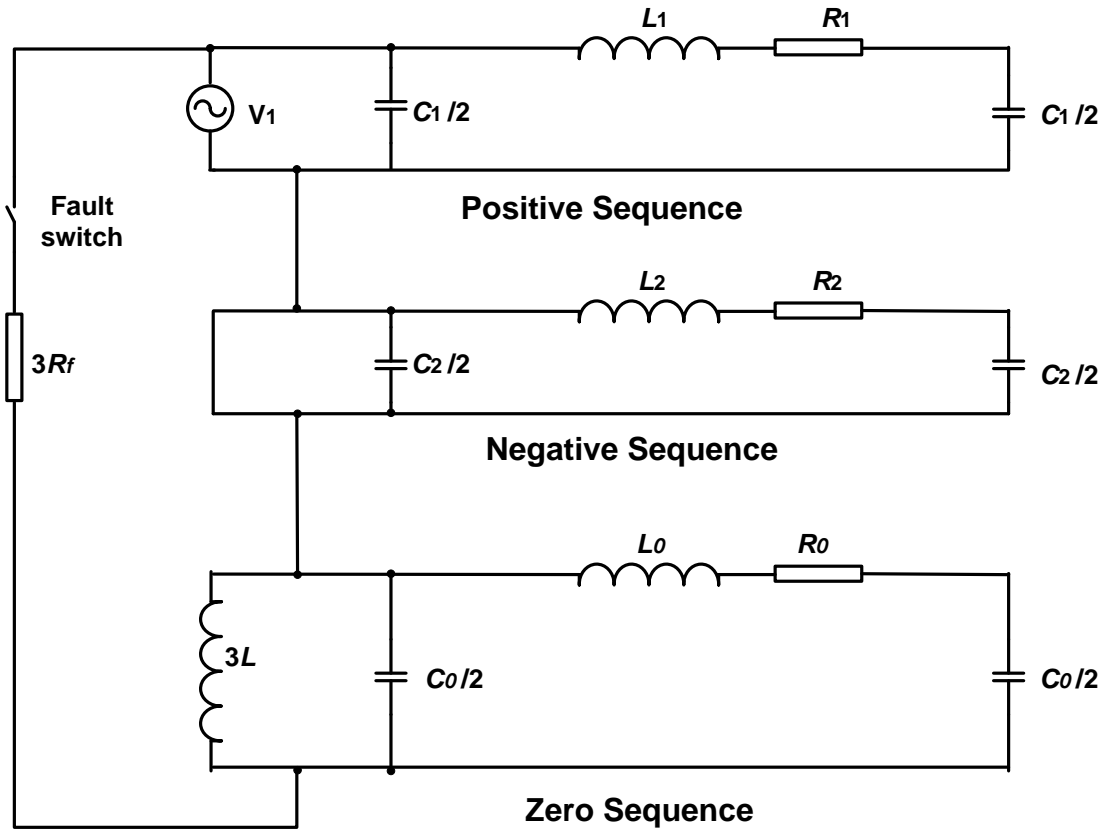 L1
R1
V1
C1/2
C1/2
Positive Sequence
Fault
switch
L2
R2
3Rf
C2/2
C2/2
Negative Sequence
L0
R0
3L
C0/2
C0/2
Zero Sequence